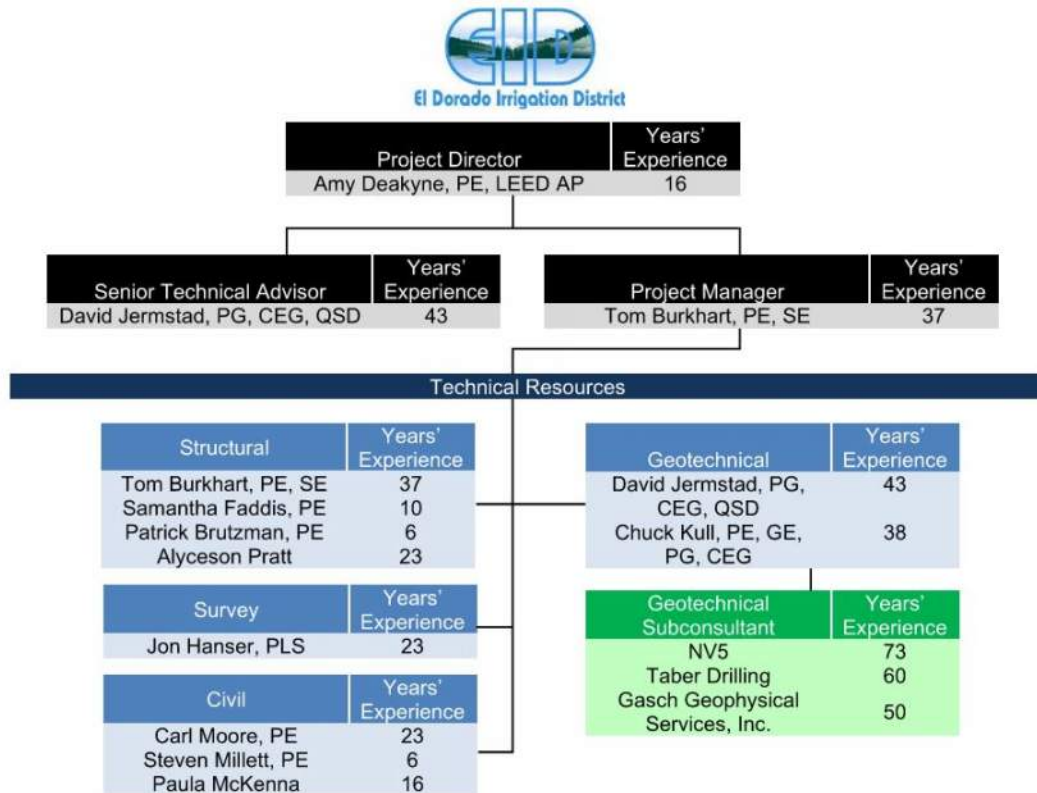 EID
El Dorado Irrigation District
Project Director Years' Experience
Amy Deakyne, PE, LEED AP 16
Senior Technical Advisor Years' Experience
David Jermstad, PG, CEG, QSD 43
Project Manager Years' Experience
Tom Burkhart, PE, SE 37
Technical Resources
Structural Years' Experience
Tom Burkhart, PE, SE 37
Samantha Faddis, PE 10
Patrick Brutzman, PE 6
Alyceson Pratt 23
Geotechnical Years' Experience
David Jermstad, PG, CEG, QSD 43
Chuck Kull, PE, GE, PG, CEG 38
Survey Years' Experience
Jon Hanser, PLS 23
Geotechnical Subconsultant Years' Experience
NV5 73
Taber Drilling 60
Gasch Geophysical Services, Inc. 50
Civil Years' Experience
Carl Moore, PE 23
Steven Millett, PE 6
Paula McKenna 16